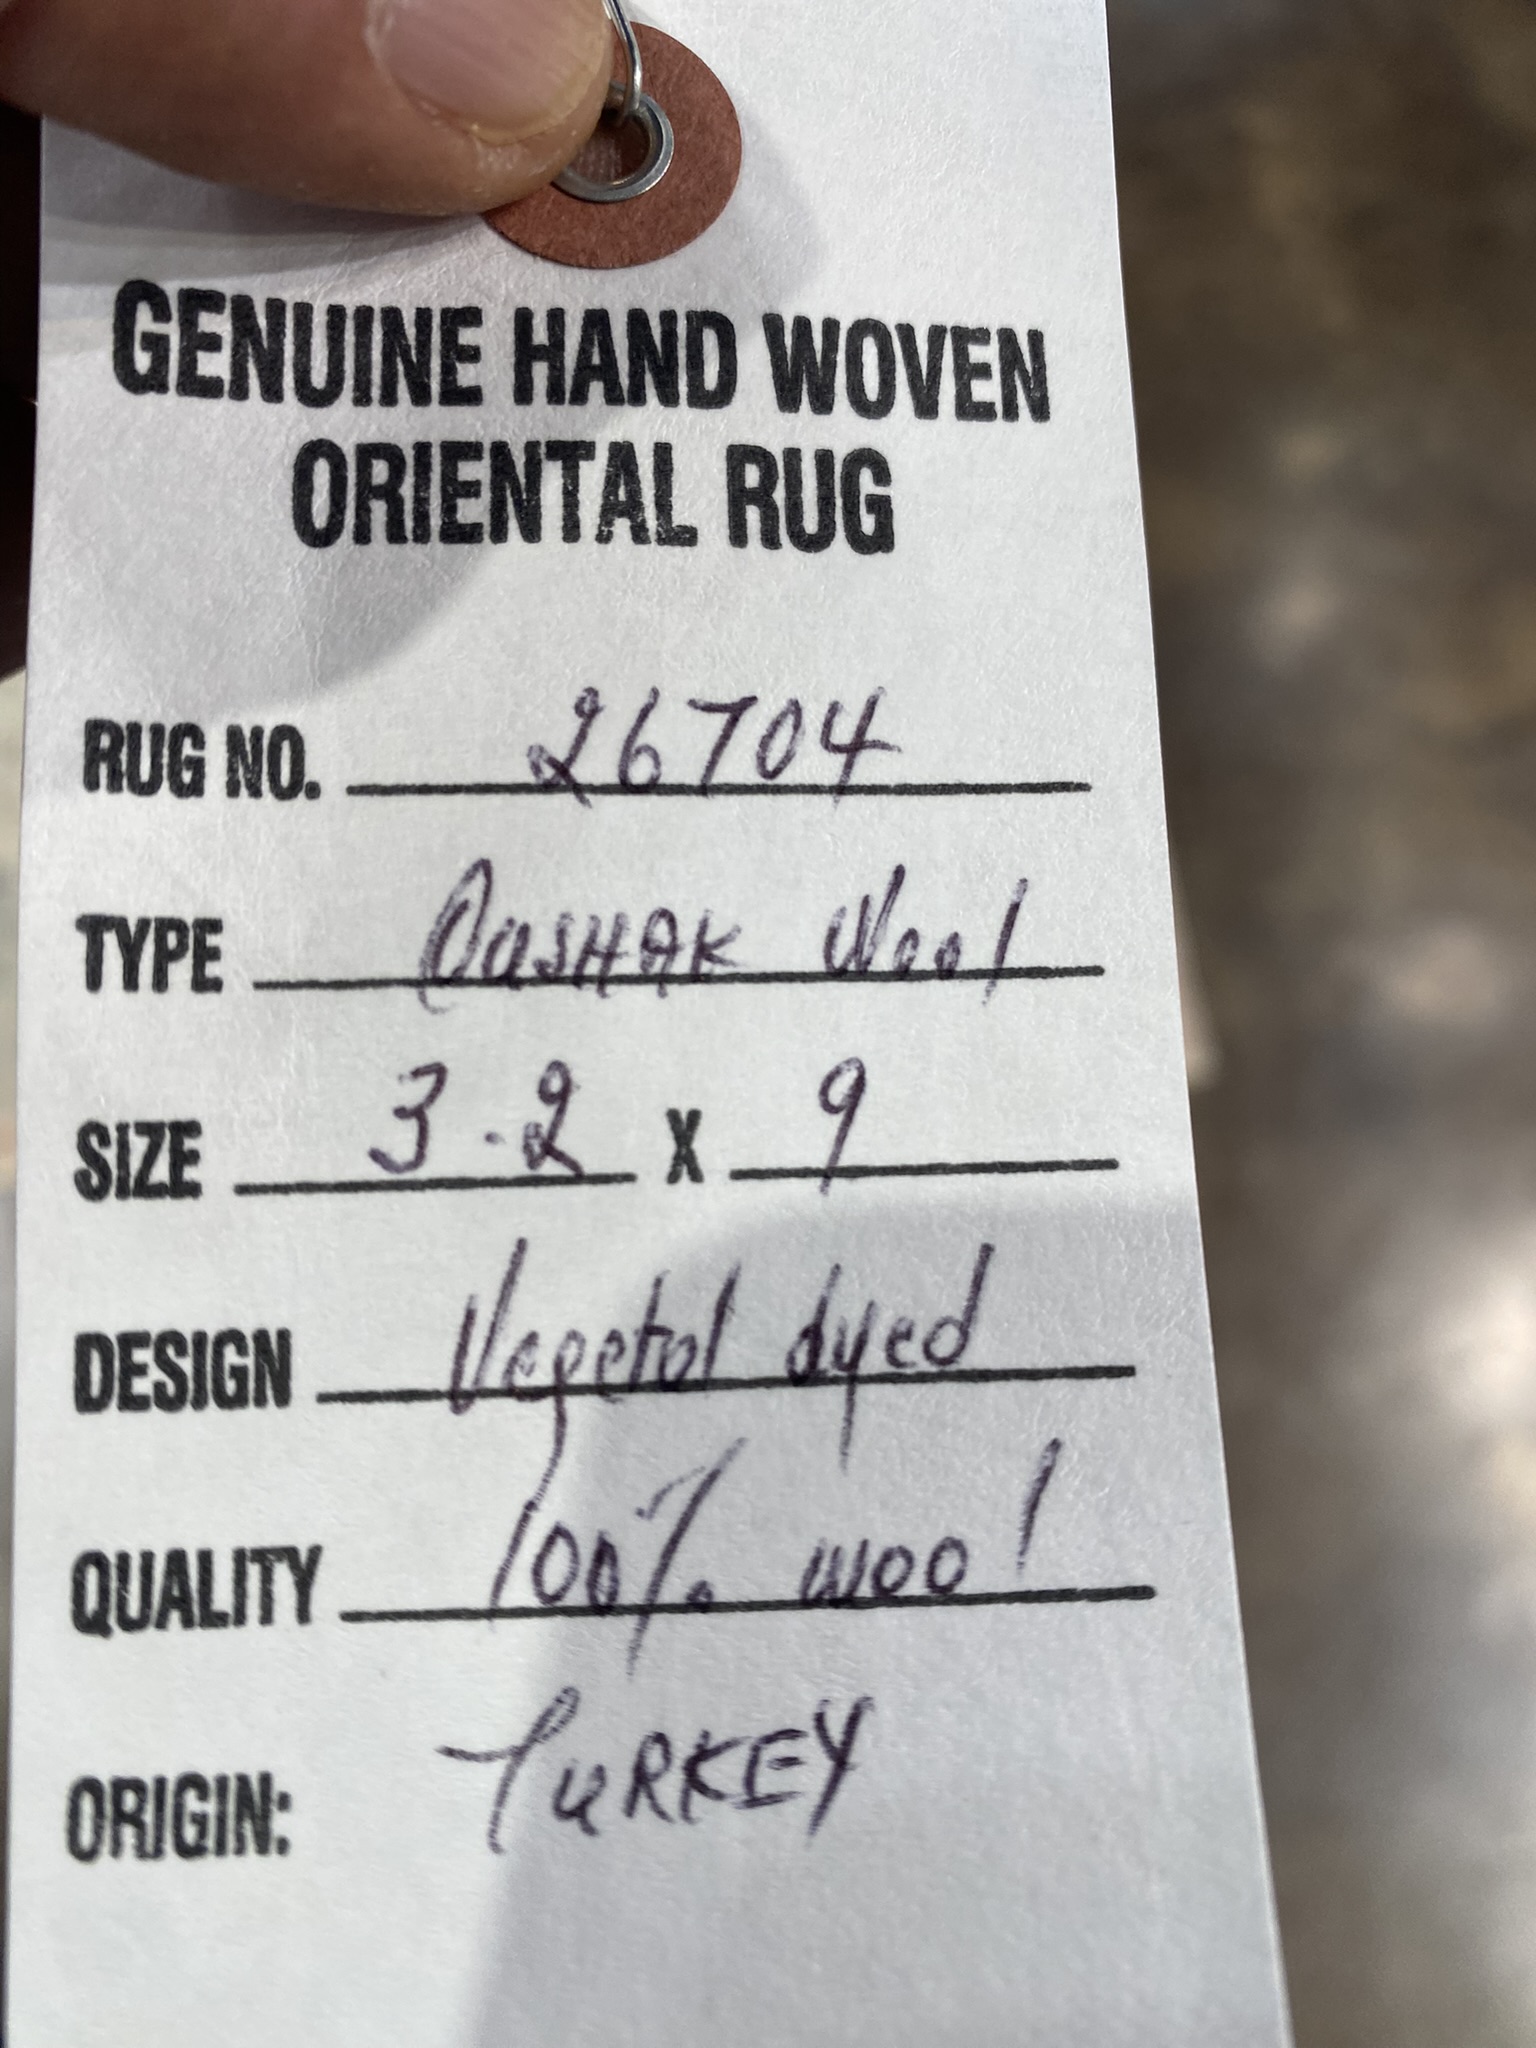 GENUINE HAND WOVEN
ORIENTAL RUG
RUG NO. 26704
TYPE OUSHAK Wool
SIZE 3.2 X 9
DESIGN Vegetal dyed
QUALITY 100% wool
ORIGIN: TURKEY